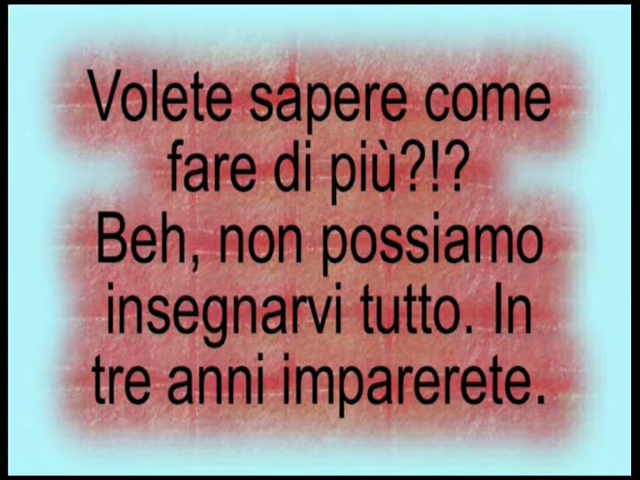 Volete sapere come
fare di più?!?
Beh, non possiamo
insegnarvi tutto. In
tre anni imparerete.